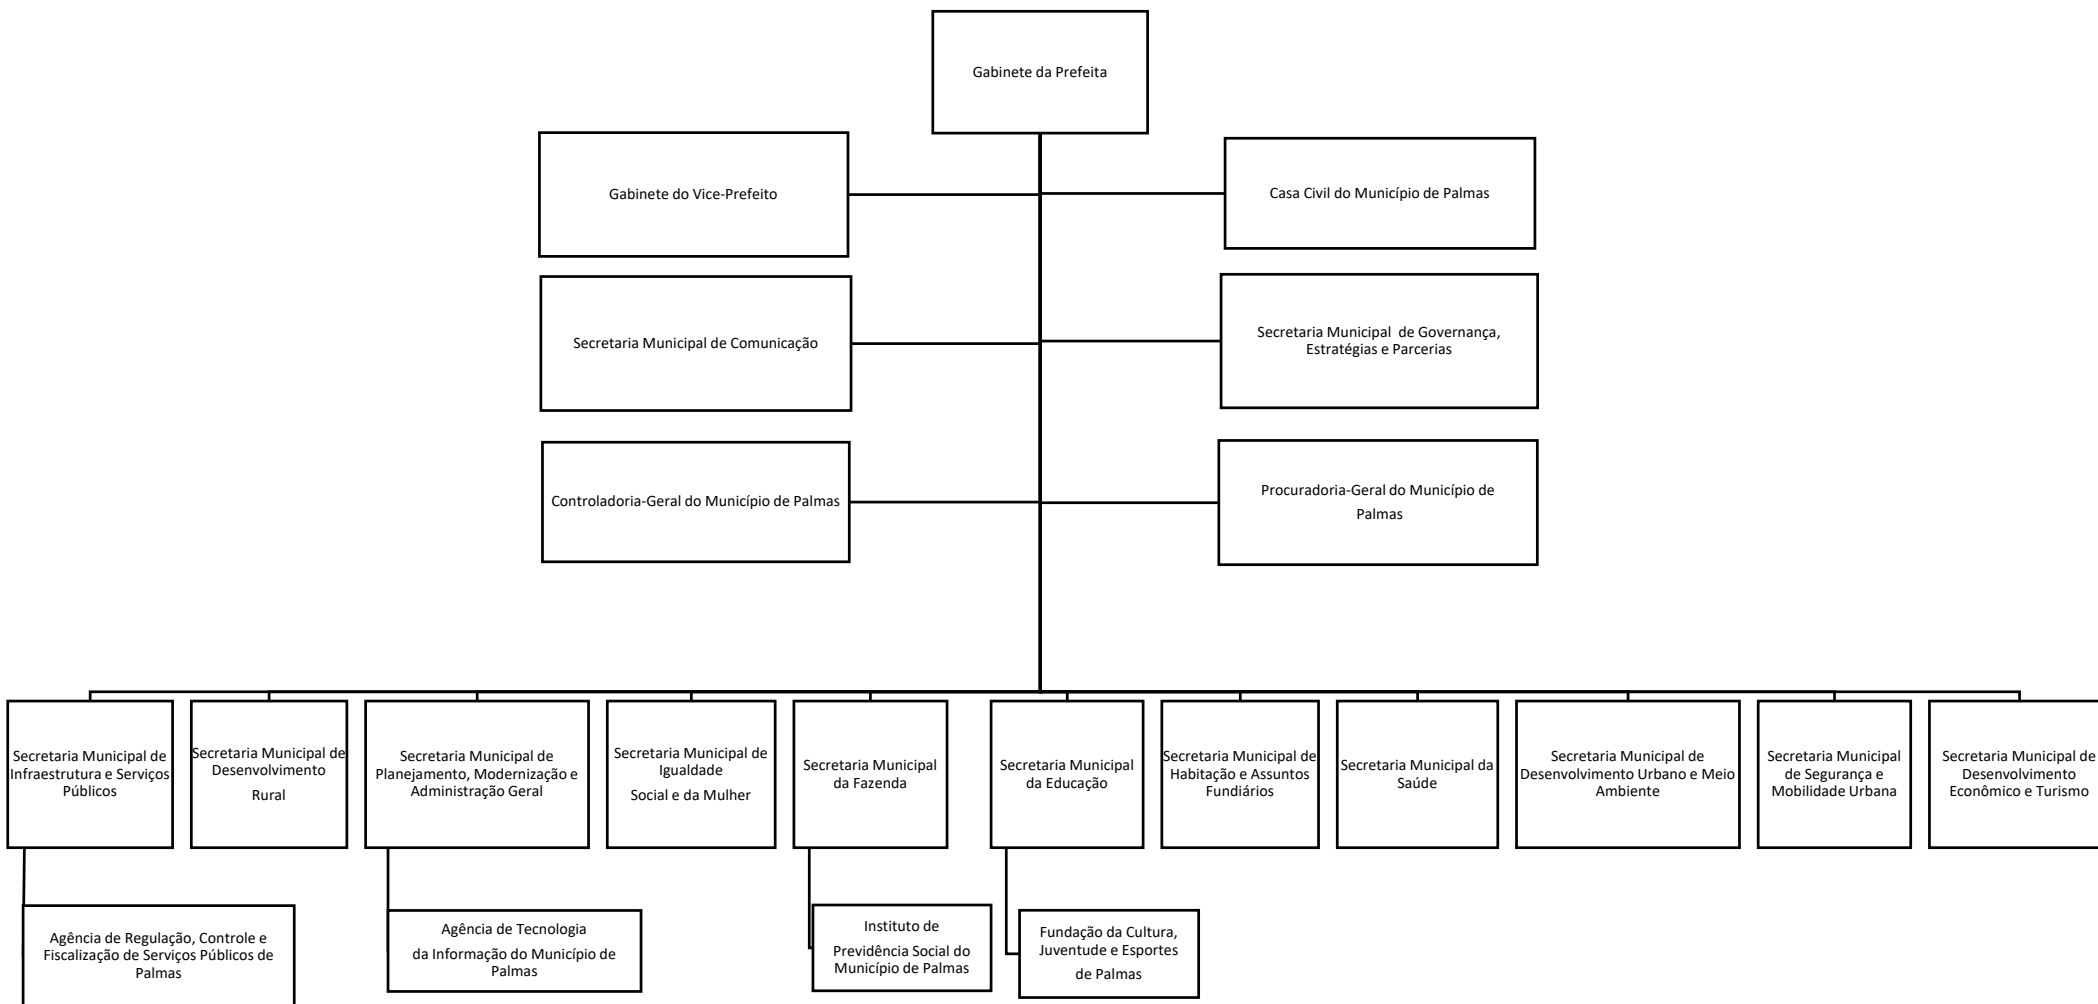 Gabinete da Prefeita
Gabinete do Vice-Prefeito
Casa Civil do Município de Palmas
Secretaria Municipal de Comunicação
Secretaria Municipal de Governança,
Estratégias e Parcerias
Controladoria-Geral do Município de Palmas
Procuradoria-Geral do Município de
Palmas
Secretaria Municipal de
Infraestrutura e Serviços
Públicos
Secretaria Municipal de
Desenvolvimento
Rural
Secretaria Municipal de
Planejamento, Modernização e
Administração Geral
Secretaria Municipal de
Igualdade
Social e da Mulher
Secretaria Municipal
da Fazenda
Secretaria Municipal
da Educação
Secretaria Municipal de
Habitação e Assuntos
Fundiários
Secretaria Municipal da
Saúde
Secretaria Municipal de
Desenvolvimento Urbano e Meio
Ambiente
Secretaria Municipal
de Segurança e
Mobilidade Urbana
Secretaria Municipal de
Desenvolvimento
Econômico e Turismo
Agência de Regulação, Controle e
Fiscalização de Serviços Públicos de
Palmas
Agência de Tecnologia
da Informação do Município de
Palmas
Instituto de
Previdência Social do
Município de Palmas
Fundação da Cultura,
Juventude e Esportes
de Palmas